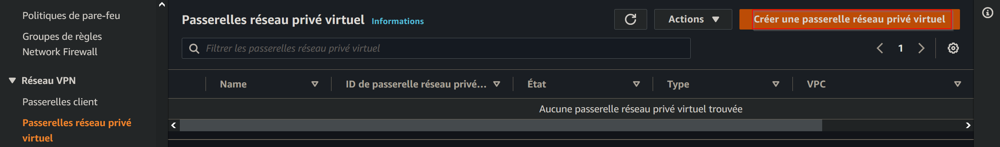 Politiques de pare-feu
Groupes de règles
Network Firewall
Réseau VPN
Passerelles client
Passerelles réseau privé
virtuel
Passerelles réseau privé virtuel Informations
Actions
Créer une passerelle réseau privé virtuel
Filtrer les passerelles réseau privé virtuel
1
Name
ID de passerelle réseau privé...
État
Type
VPC
Aucune passerelle réseau privé virtuel trouvée